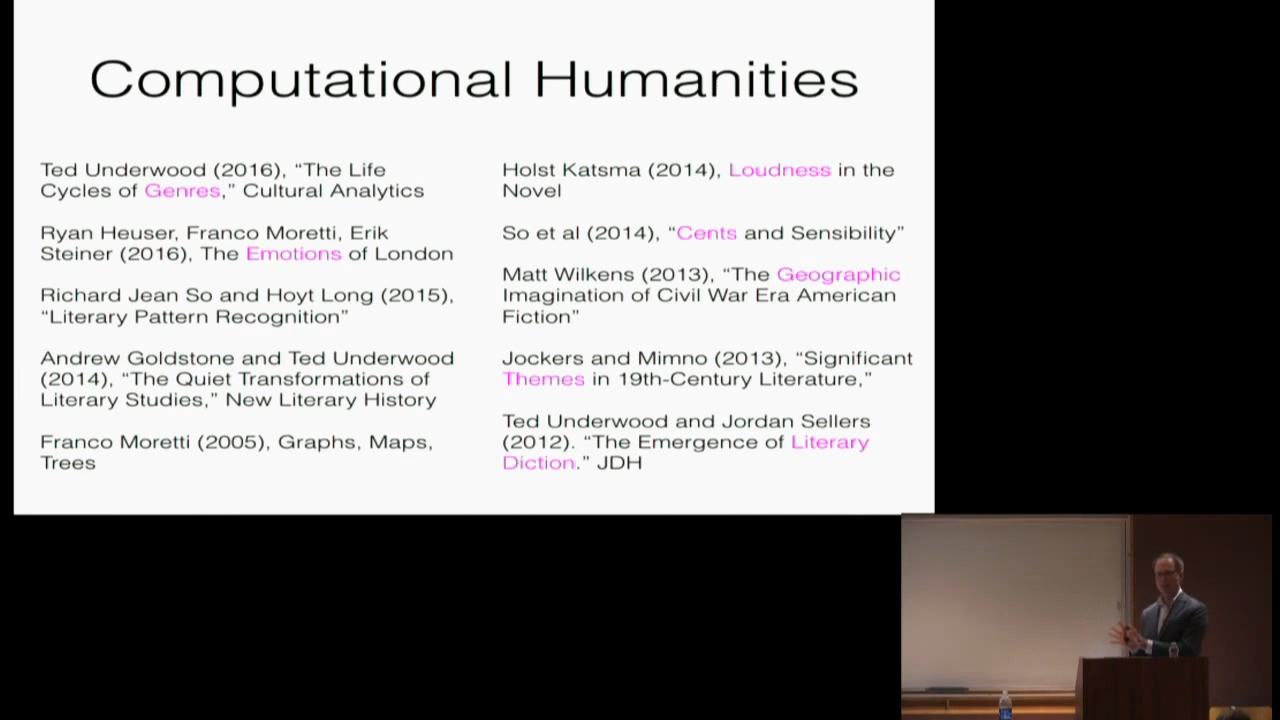 Computational Humanities
Ted Underwood (2016), “The Life
Cycles of Genres,” Cultural Analytics
Ryan Heuser, Franco Moretti, Erik
Steiner (2016), The Emotions of London
Richard Jean So and Hoyt Long (2015),
“Literary Pattern Recognition”
Andrew Goldstone and Ted Underwood
(2014), “The Quiet Transformations of
Literary Studies,” New Literary History
Franco Moretti (2005), Graphs, Maps,
Trees
Holst Katsma (2014), Loudness in the
Novel
So et al (2014), “Cents and Sensibility”
Matt Wilkens (2013), “The Geographic
Imagination of Civil War Era American
Fiction”
Jockers and Mimno (2013), “Significant
Themes in 19th-Century Literature,”
Ted Underwood and Jordan Sellers
(2012). “The Emergence of Literary
Diction.” JDH